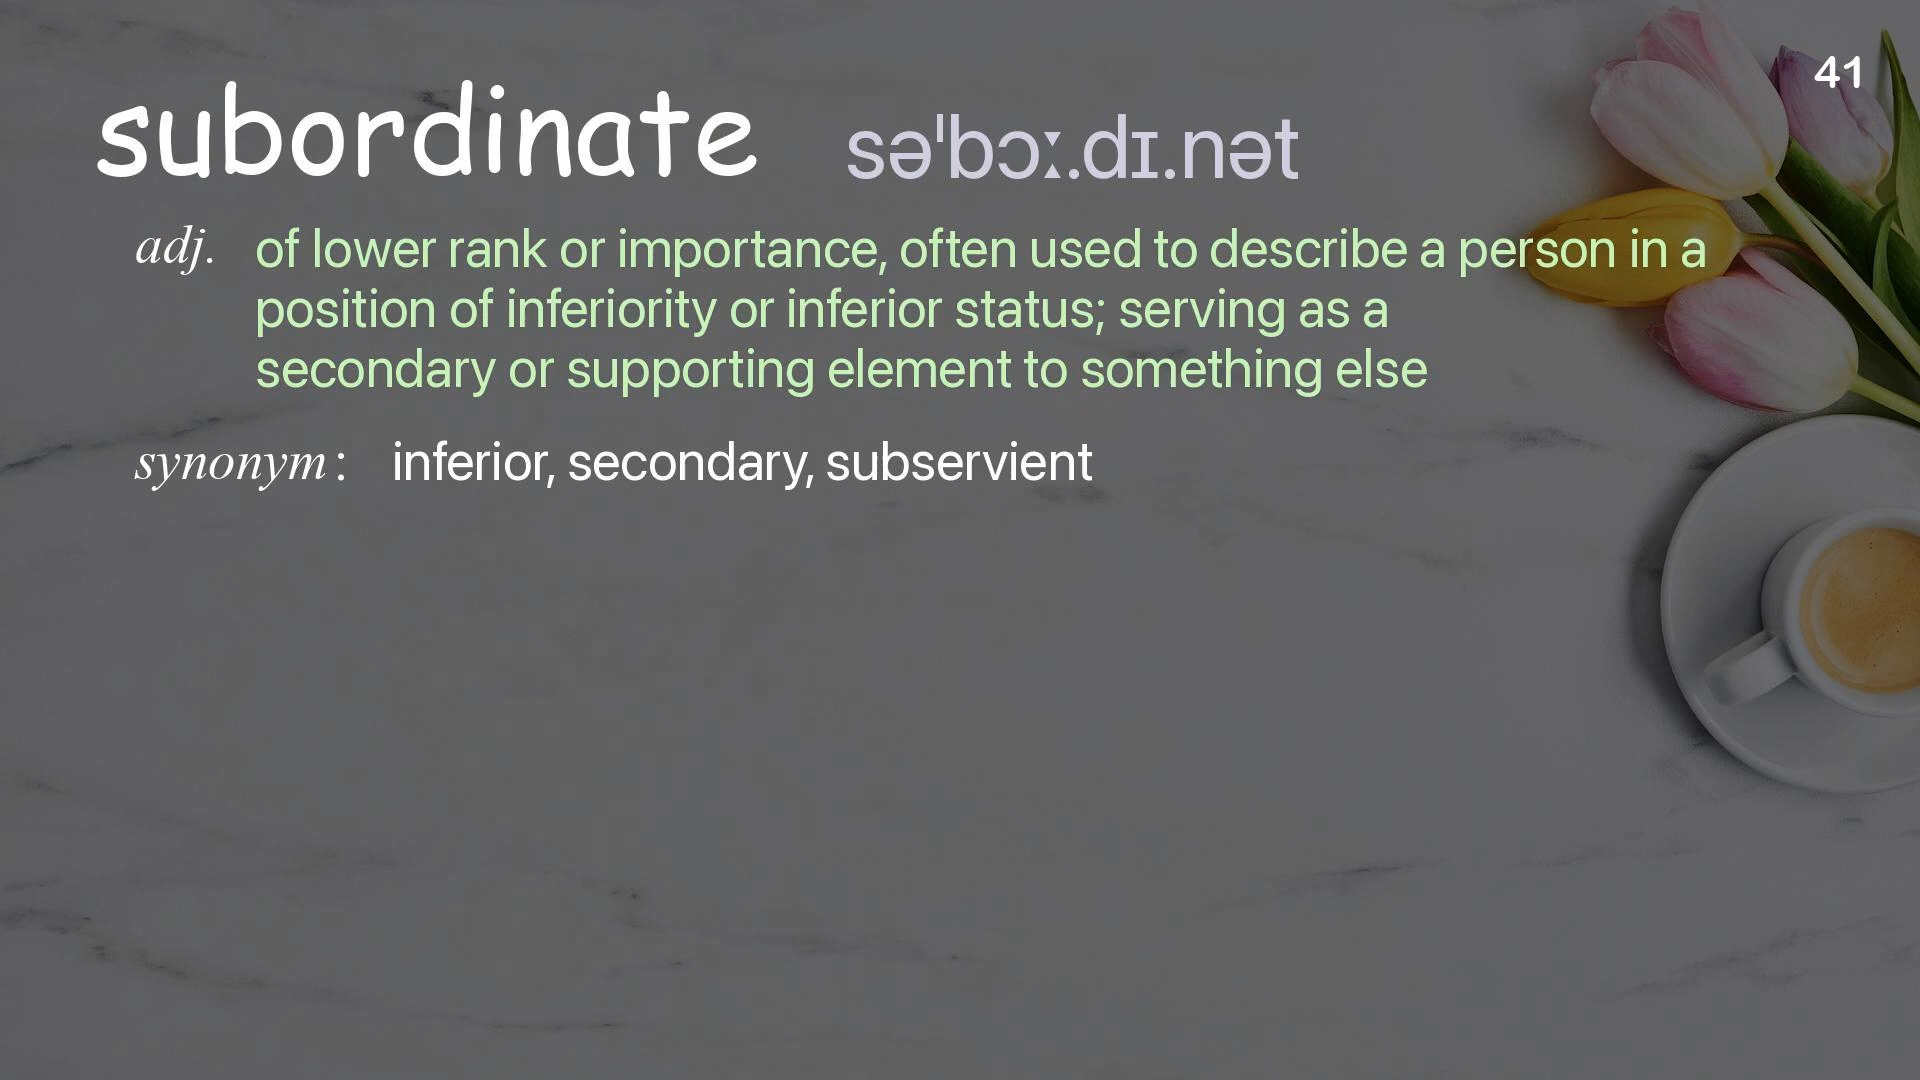 41
subordinate səˈbɔː.dɪ.nət
adj. of lower rank or importance, often used to describe a person in a
position of inferiority or inferior status; serving as a
secondary or supporting element to something else
synonym: inferior, secondary, subservient